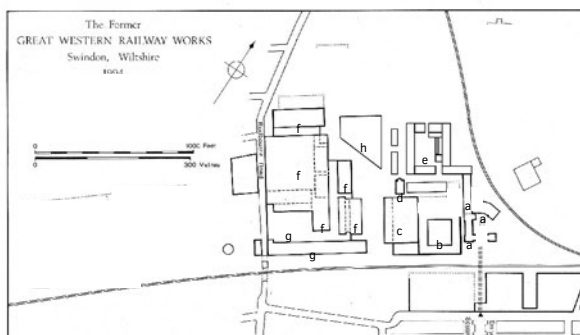 The Former
GREAT WESTERN RAILWAY WORKS
Swindon, Wiltshire
0 1000 Feet
0 300 Metres
f
h
e
f
f
d
a
a
f
f
g
c
b
a
g